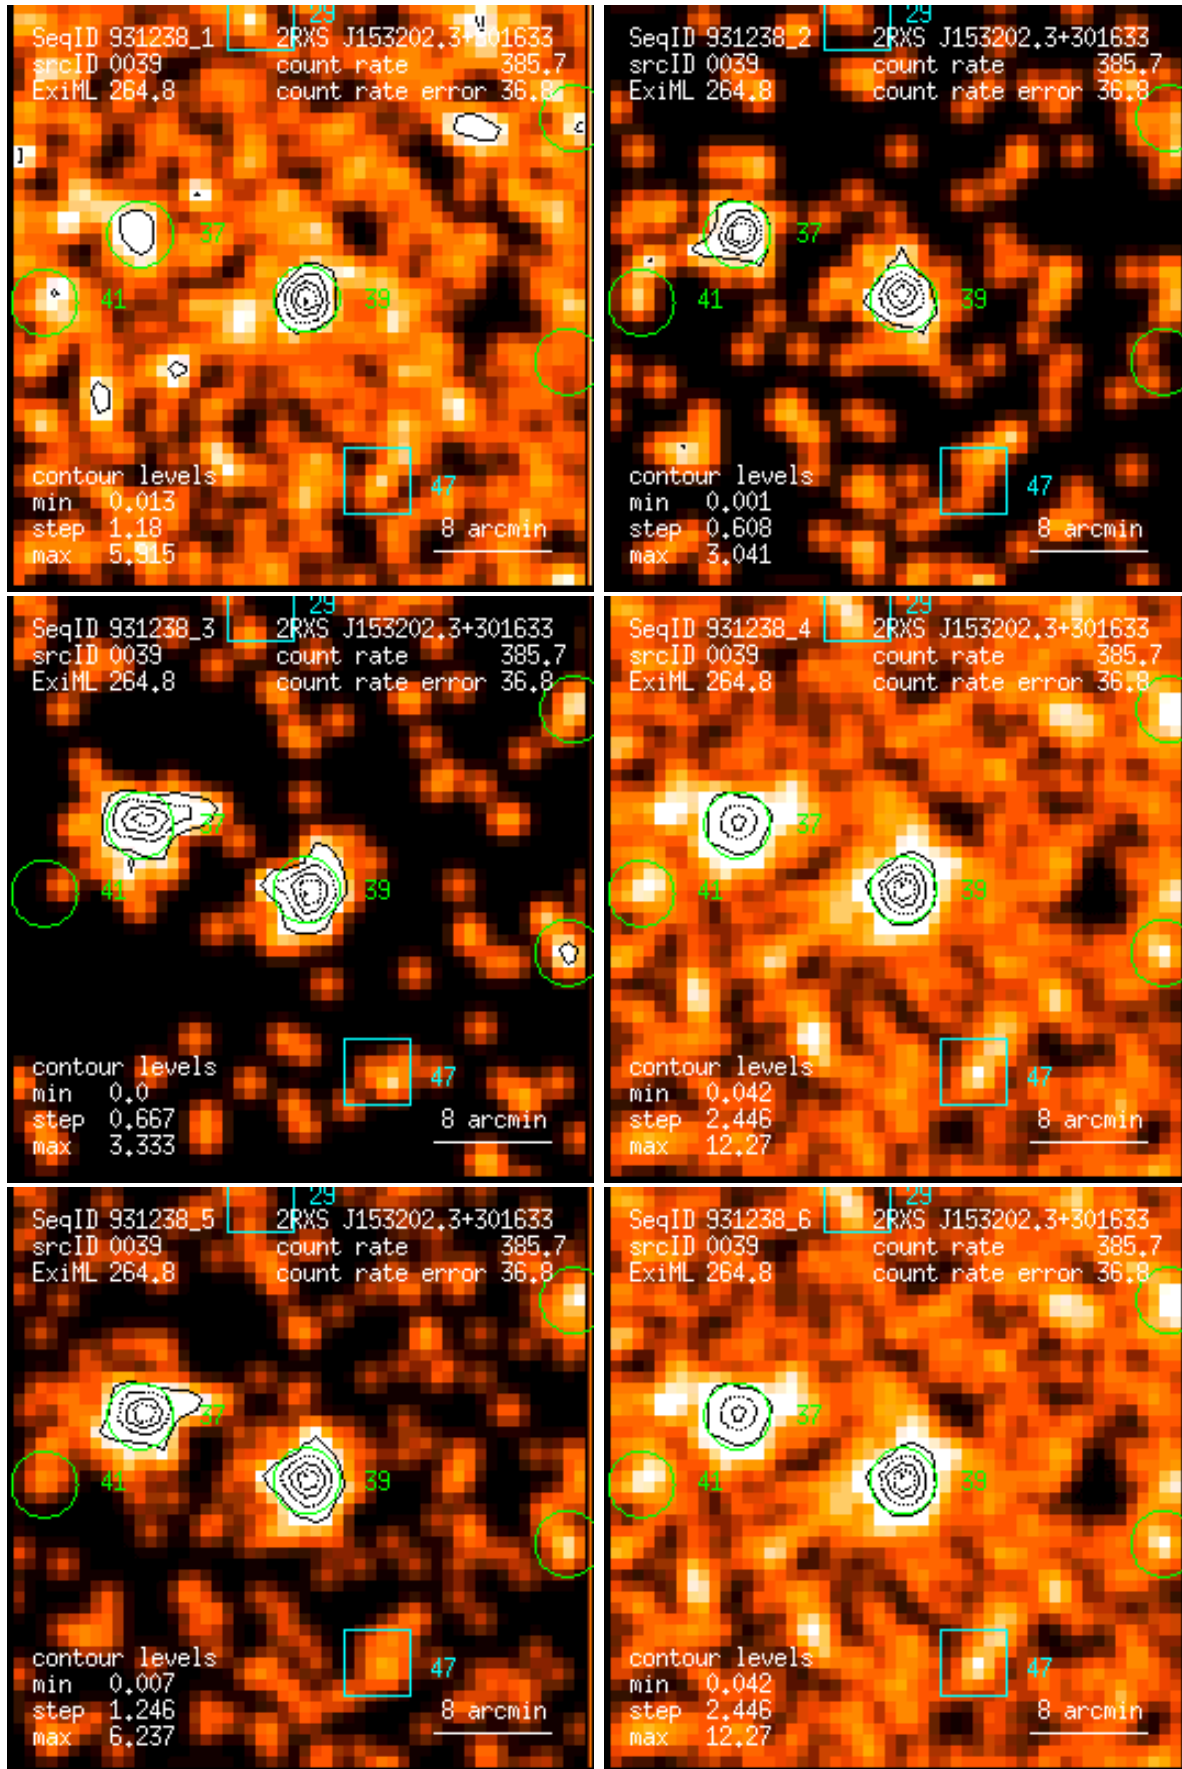 29
SeqID 931238_1 2RXS J153202.3+301633
srcID 0039 count rate 385.7
ExiML 264.8 count rate error 36.8
37
41
39
contour levels
min 0.013
47
step 1.18
8 arcmin
max 5.915
29
SeqID 931238_2 2RXS J153202.3+301633
srcID 0039 count rate 385.7
ExiML 264.8 count rate error 36.8
37
41
39
contour levels
min 0.001
47
step 0.608
8 arcmin
max 3.041
29
SeqID 931238_3 2RXS J153202.3+301633
srcID 0039 count rate 385.7
ExiML 264.8 count rate error 36.8
37
41
39
contour levels
min 0.0
47
step 0.667
8 arcmin
max 3.333
29
SeqID 931238_4 2RXS J153202.3+301633
srcID 0039 count rate 385.7
ExiML 264.8 count rate error 36.8
37
41
39
contour levels
min 0.042
47
step 2.446
8 arcmin
max 12.27
29
SeqID 931238_5 2RXS J153202.3+301633
srcID 0039 count rate 385.7
ExiML 264.8 count rate error 36.8
37
41
39
contour levels
min 0.007
47
step 1.246
8 arcmin
max 6.237
29
SeqID 931238_6 2RXS J153202.3+301633
srcID 0039 count rate 385.7
ExiML 264.8 count rate error 36.8
37
41
39
contour levels
min 0.042
47
step 2.446
8 arcmin
max 12.27